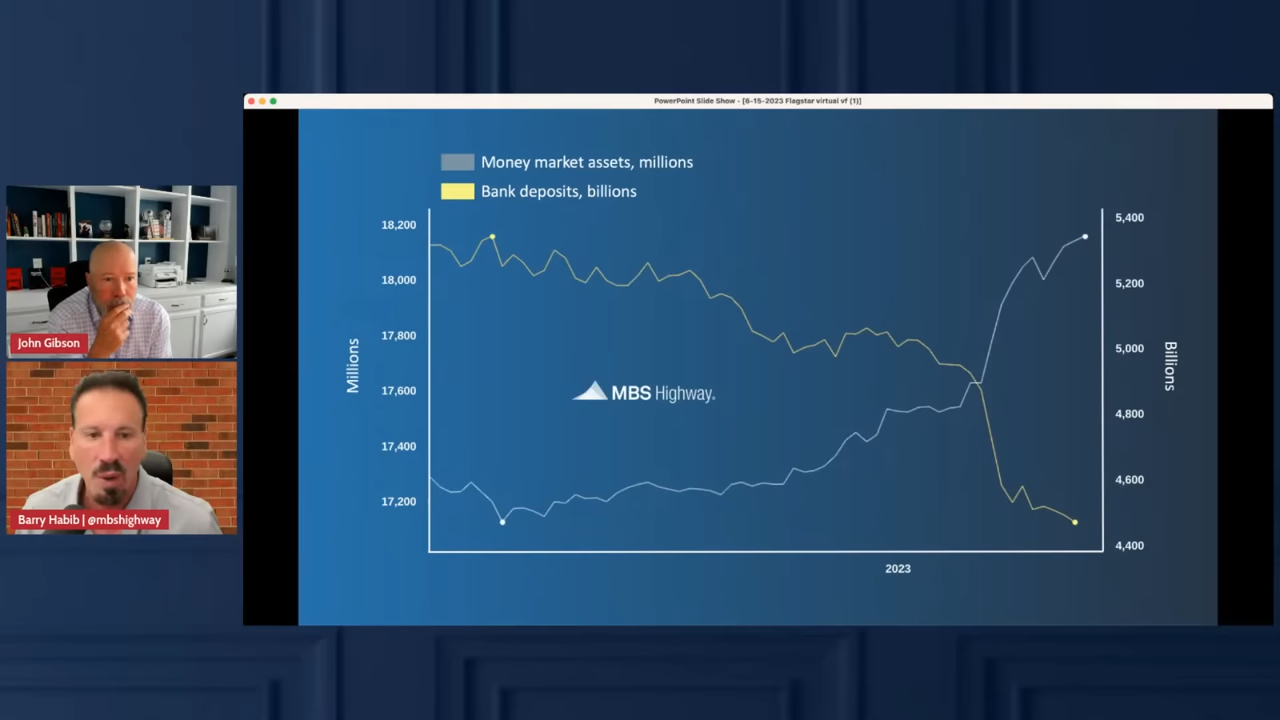 PowerPoint Slide Show - [6-15-2023 Flagstar virtual vf (1)]
Money market assets, millions
Bank deposits, billions
18,200
18,000
17,800
17,600
17,400
17,200
Millions
5,400
5,200
5,000
4,800
4,600
4,400
Billions
MBS Highway®
2023
John Gibson
Barry Habib | @mbshighway